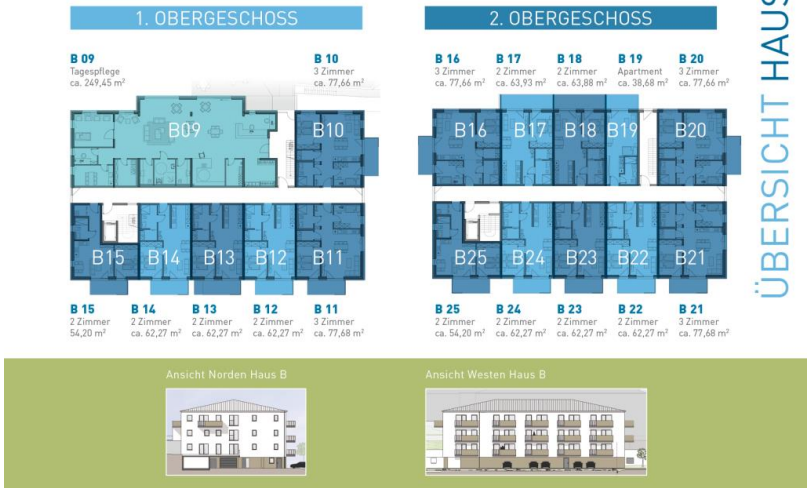 1. OBERGESCHOSS
B 09
Tagespflege
ca. 249,45 m²
B 10
3 Zimmer
ca. 77,66 m²
B09
B10
B15
B14
B13
B12
B11
B 15
2 Zimmer
54,20 m²
B 14
2 Zimmer
ca. 62,27 m²
B 13
2 Zimmer
ca. 62,27 m²
B 12
2 Zimmer
ca. 62,27 m²
B 11
3 Zimmer
ca. 77,68 m²
2. OBERGESCHOSS
B 16
3 Zimmer
ca. 77,66 m²
B 17
2 Zimmer
ca. 63,93 m²
B 18
2 Zimmer
ca. 63,88 m²
B 19
Apartment
ca. 38,68 m²
B 20
3 Zimmer
ca. 77,66 m²
B16
B17
B18
B19
B20
B25
B24
B23
B22
B21
B 25
2 Zimmer
ca. 54,20 m²
B 24
2 Zimmer
ca. 62,27 m²
B 23
2 Zimmer
ca. 62,27 m²
B 22
2 Zimmer
ca. 62,27 m²
B 21
3 Zimmer
ca. 77,68 m²
ÜBERSICHT HAUS
Ansicht Norden Haus B
Ansicht Westen Haus B